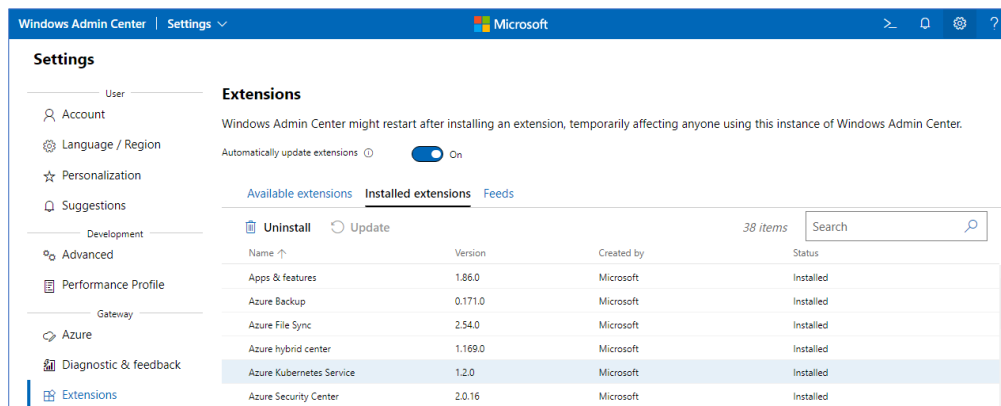 Windows Admin Center | Settings
Microsoft
?
Settings
User
Account
Language / Region
Personalization
Suggestions
Development
Advanced
Performance Profile
Gateway
Azure
Diagnostic & feedback
Extensions
Extensions
Windows Admin Center might restart after installing an extension, temporarily affecting anyone using this instance of Windows Admin Center.
Automatically update extensions On
Available extensions Installed extensions Feeds
Uninstall Update 38 items Search
Name Version Created by Status
Apps & features 1.86.0 Microsoft Installed
Azure Backup 0.171.0 Microsoft Installed
Azure File Sync 2.54.0 Microsoft Installed
Azure hybrid center 1.169.0 Microsoft Installed
Azure Kubernetes Service 1.2.0 Microsoft Installed
Azure Security Center 2.0.16 Microsoft Installed